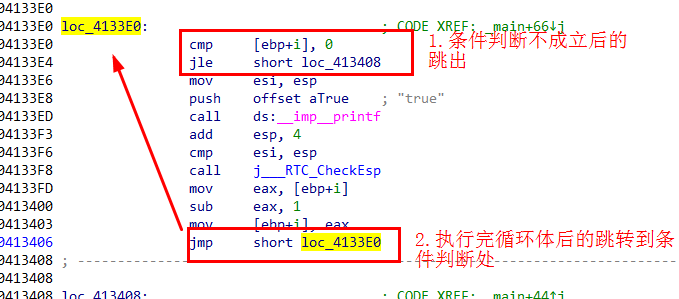 04133E0
04133E0 loc_4133E0: ; CODE XREF: _main+66↓j
04133E0 cmp [ebp+i], 0 1.条件判断不成立后的
04133E4 jle short loc_413408 跳出
04133E6 mov esi, esp
04133E8 push offset aTrue ; "true"
04133ED call ds:__imp__printf
04133F3 add esp, 4
04133F6 cmp esi, esp
04133F8 call j___RTC_CheckEsp
04133FD mov eax, [ebp+i]
0413400 sub eax, 1
0413403 mov [ebp+i], eax
0413406 jmp short loc_4133E0 2.执行完循环体后的跳转到条
0413408 ; --------------------------------------------------------------------------- 件判断处
0413408
0413408 loc_413408: ; CODE XREF: _main+44↑j